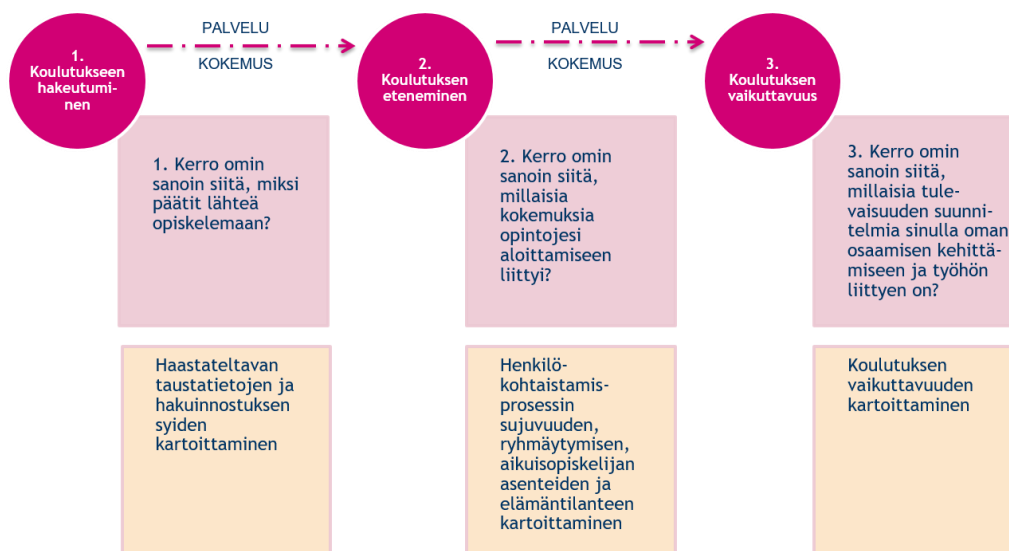 1.
Koulutukseen
hakeutumi-
nen
PALVELU
KOKEMUS
2.
Koulutuksen
eteneminen
PALVELU
KOKEMUS
3.
Koulutuksen
vaikuttavuus
1. Kerro omin
sanoin siitä, miksi
päätit lähteä
opiskelemaan?
2. Kerro omin
sanoin siitä,
millaisia
kokemuksia
opintojesi
aloittamiseen
liittyi?
3. Kerro omin
sanoin siitä,
millaisia tule-
vaisuuden suunni-
telmia sinulla oman
osaamisen kehittä-
miseen ja työhön
liittyen on?
Haastateltavan
taustatietojen ja
hakuinnostuksen
syiden
kartoittaminen
Henkilö-
kohtaistamis-
prosessin
sujuvuuden,
ryhmäytymisen,
aikuisopiskelijan
asenteiden ja
elämäntilanteen
kartoittaminen
Koulutuksen
vaikuttavuuden
kartoittaminen